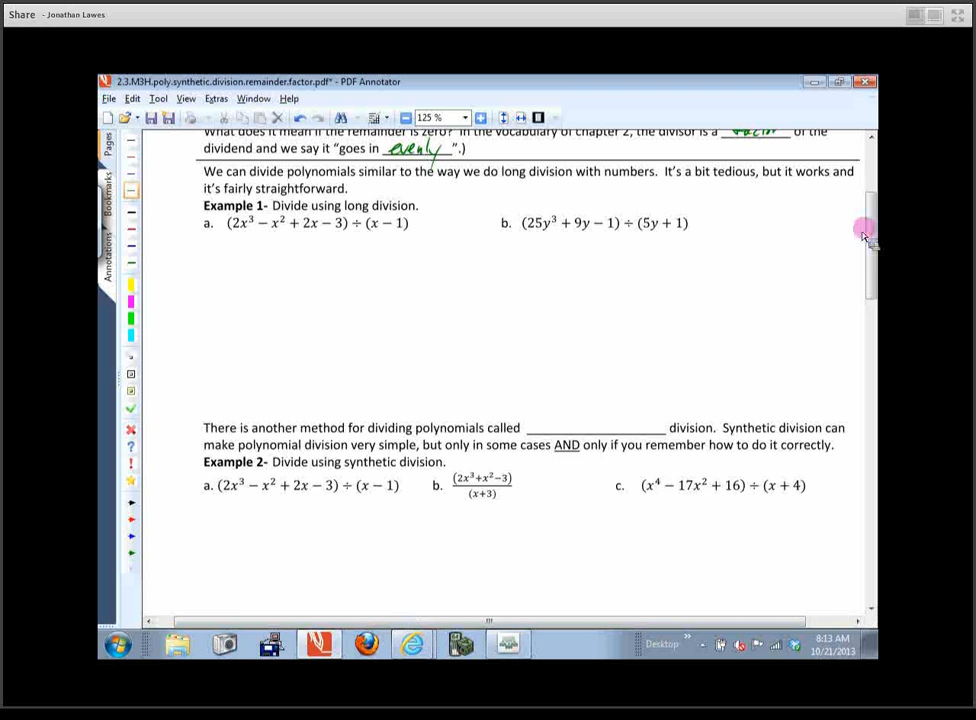 Share - Jonathan Lawes
2.3.M3H.poly.synthetic.division.remainder.factor.pdf* - PDF Annotator
File Edit Tool View Extras Window Help
125 %
Pages
Bookmarks
Annotations
What does it mean if the remainder is zero? In the vocabulary of chapter 2, the divisor is a factor of the
dividend and we say it “goes in evenly ”.)
We can divide polynomials similar to the way we do long division with numbers. It’s a bit tedious, but it works and
it’s fairly straightforward.
Example 1- Divide using long division.
a. (2x³ − x² + 2x − 3) ÷ (x − 1) b. (25y³ + 9y − 1) ÷ (5y + 1)
There is another method for dividing polynomials called ____________________ division. Synthetic division can
make polynomial division very simple, but only in some cases AND only if you remember how to do it correctly.
Example 2- Divide using synthetic division.
a. (2x³ − x² + 2x − 3) ÷ (x − 1) b. (2x³+x²−3)/(x+3) c. (x⁴ − 17x² + 16) ÷ (x + 4)
Desktop
8:13 AM
10/21/2013